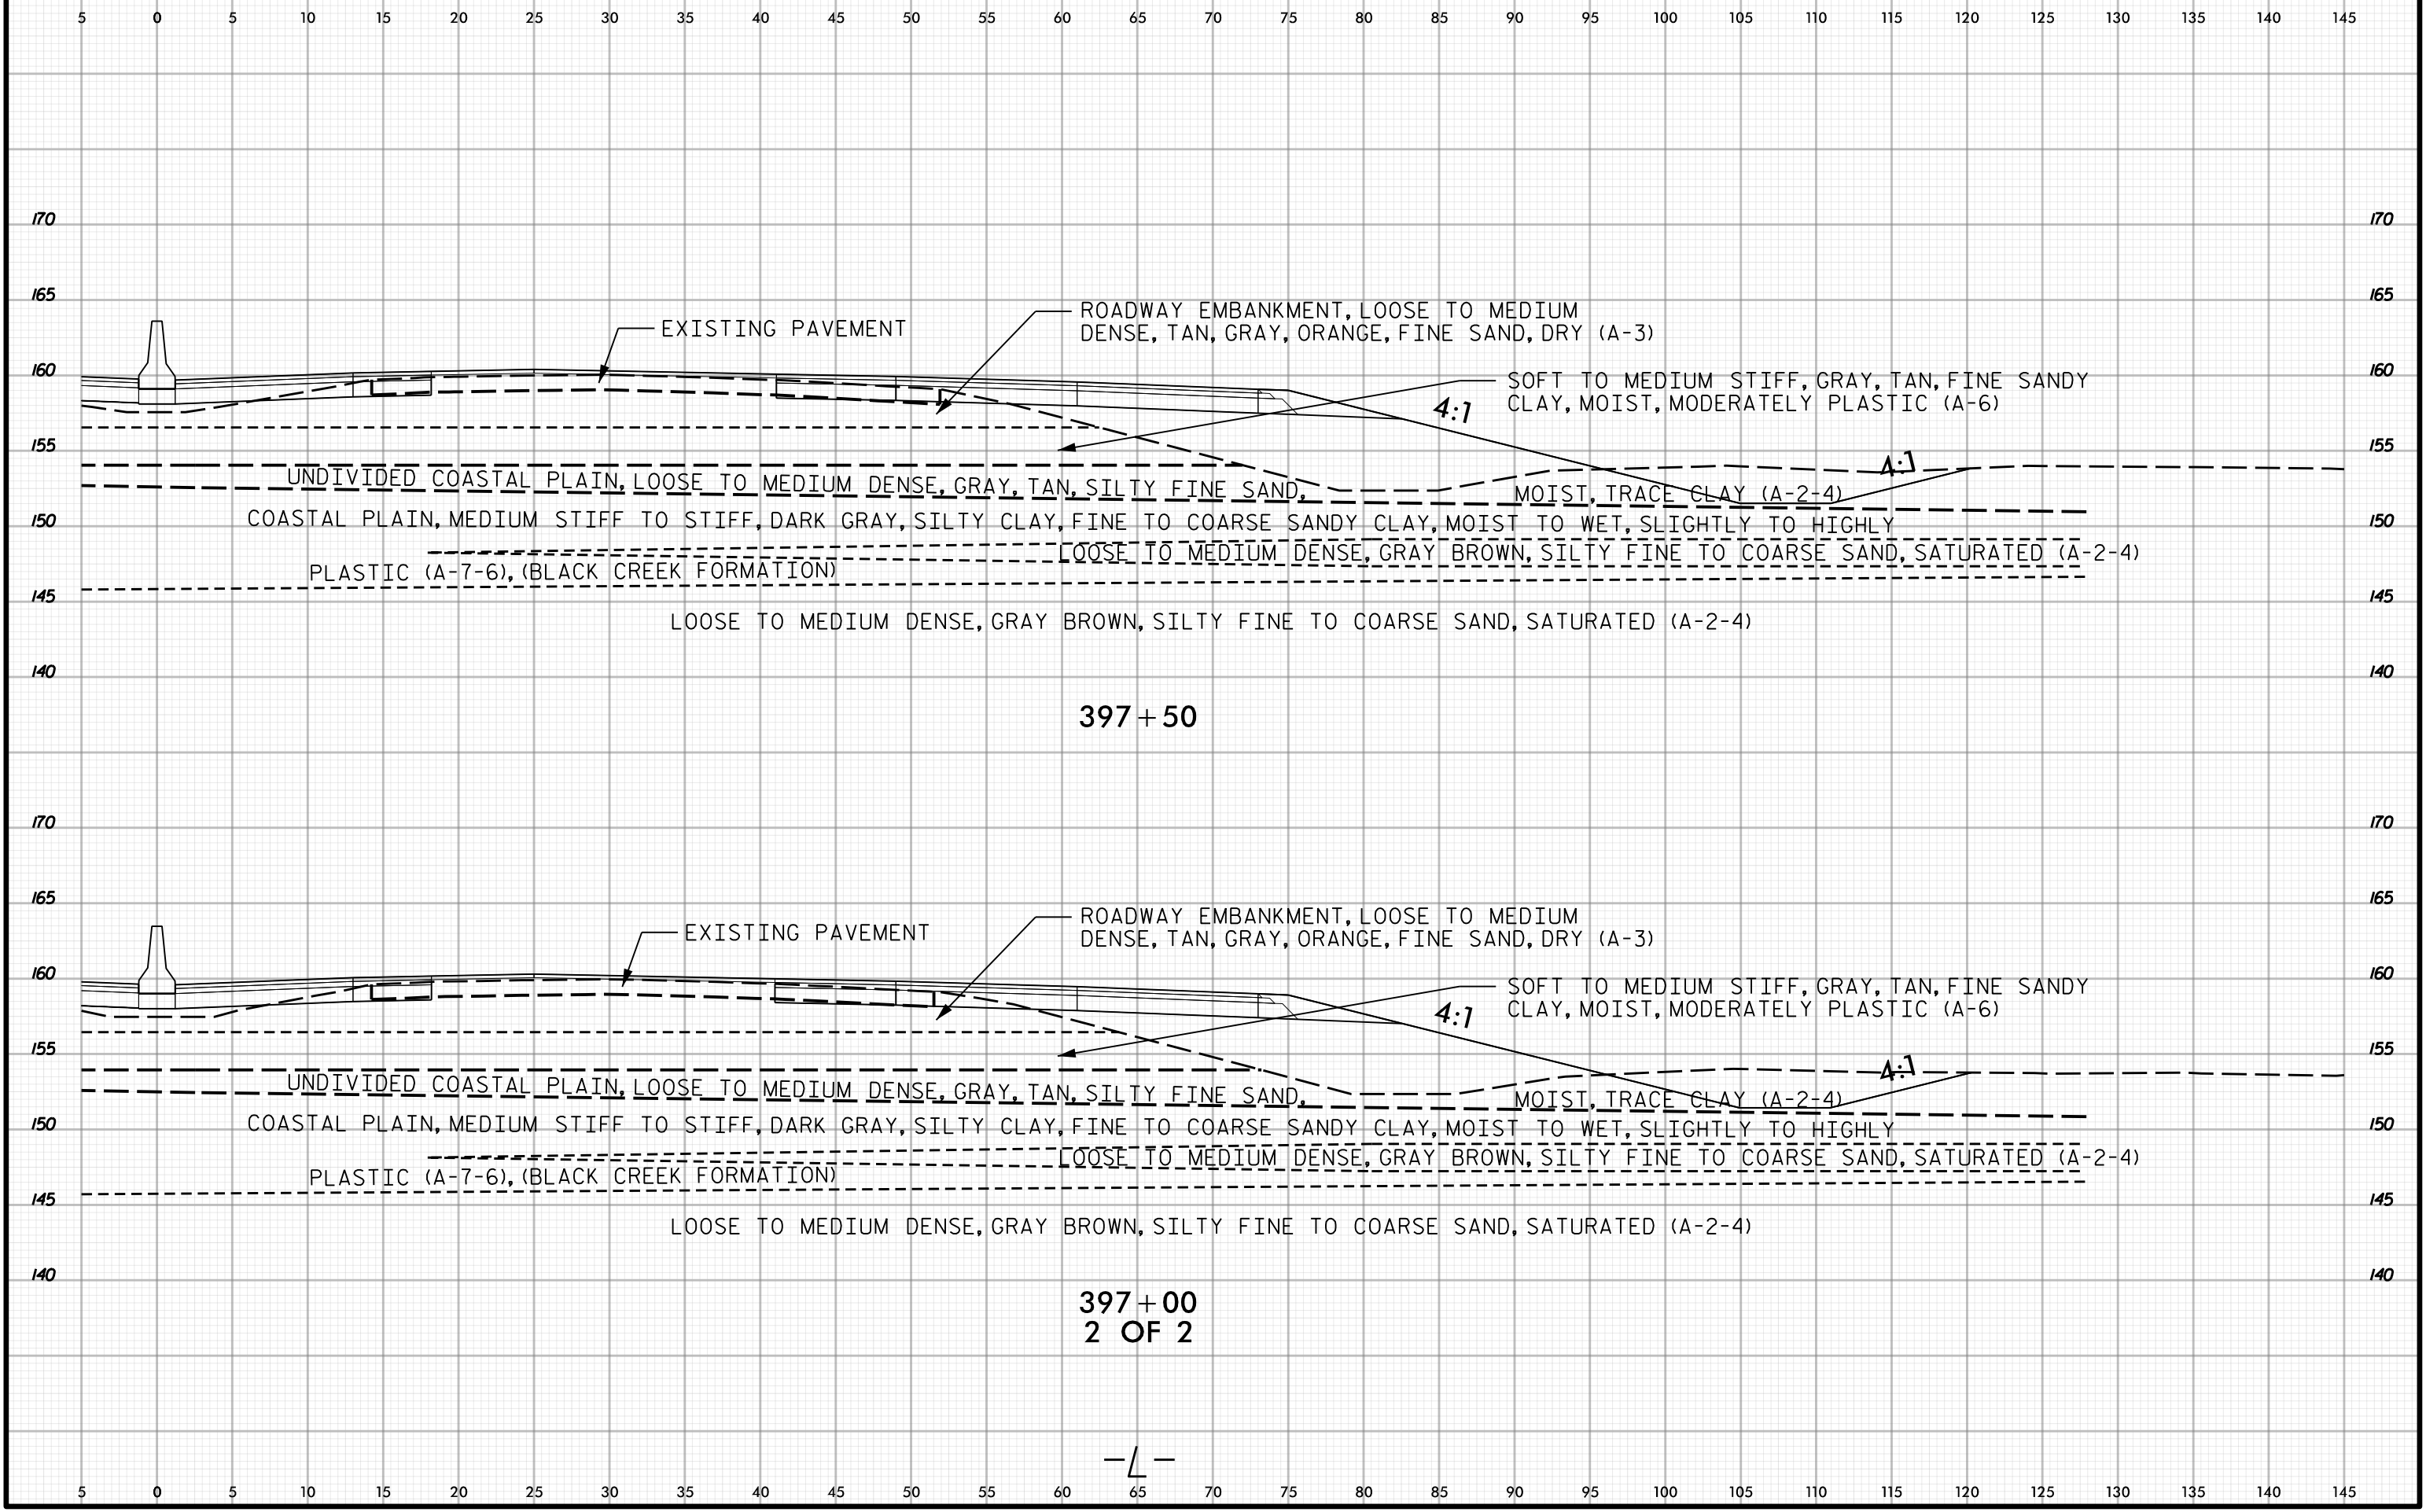 5 0 5 10 15 20 25 30 35 40 45 50 55 60 65 70 75 80 85 90 95 100 105 110 115 120 125 130 135 140 145
170 170
165 165
ROADWAY EMBANKMENT, LOOSE TO MEDIUM
DENSE, TAN, GRAY, ORANGE, FINE SAND, DRY (A-3)
EXISTING PAVEMENT
160 160
SOFT TO MEDIUM STIFF, GRAY, TAN, FINE SANDY
CLAY, MOIST, MODERATELY PLASTIC (A-6)
4:1
155 155
4:1
UNDIVIDED COASTAL PLAIN, LOOSE TO MEDIUM DENSE, GRAY, TAN, SILTY FINE SAND, MOIST, TRACE CLAY (A-2-4)
150 150
COASTAL PLAIN, MEDIUM STIFF TO STIFF, DARK GRAY, SILTY CLAY, FINE TO COARSE SANDY CLAY, MOIST TO WET, SLIGHTLY TO HIGHLY
LOOSE TO MEDIUM DENSE, GRAY BROWN, SILTY FINE TO COARSE SAND, SATURATED (A-2-4)
PLASTIC (A-7-6), (BLACK CREEK FORMATION)
145 145
LOOSE TO MEDIUM DENSE, GRAY BROWN, SILTY FINE TO COARSE SAND, SATURATED (A-2-4)
140 140
397+50
170 170
165 165
ROADWAY EMBANKMENT, LOOSE TO MEDIUM
DENSE, TAN, GRAY, ORANGE, FINE SAND, DRY (A-3)
EXISTING PAVEMENT
160 160
SOFT TO MEDIUM STIFF, GRAY, TAN, FINE SANDY
CLAY, MOIST, MODERATELY PLASTIC (A-6)
4:1
155 155
4:1
UNDIVIDED COASTAL PLAIN, LOOSE TO MEDIUM DENSE, GRAY, TAN, SILTY FINE SAND, MOIST, TRACE CLAY (A-2-4)
150 150
COASTAL PLAIN, MEDIUM STIFF TO STIFF, DARK GRAY, SILTY CLAY, FINE TO COARSE SANDY CLAY, MOIST TO WET, SLIGHTLY TO HIGHLY
LOOSE TO MEDIUM DENSE, GRAY BROWN, SILTY FINE TO COARSE SAND, SATURATED (A-2-4)
PLASTIC (A-7-6), (BLACK CREEK FORMATION)
145 145
LOOSE TO MEDIUM DENSE, GRAY BROWN, SILTY FINE TO COARSE SAND, SATURATED (A-2-4)
140 140
397+00
2 OF 2
-L-
5 0 5 10 15 20 25 30 35 40 45 50 55 60 65 70 75 80 85 90 95 100 105 110 115 120 125 130 135 140 145